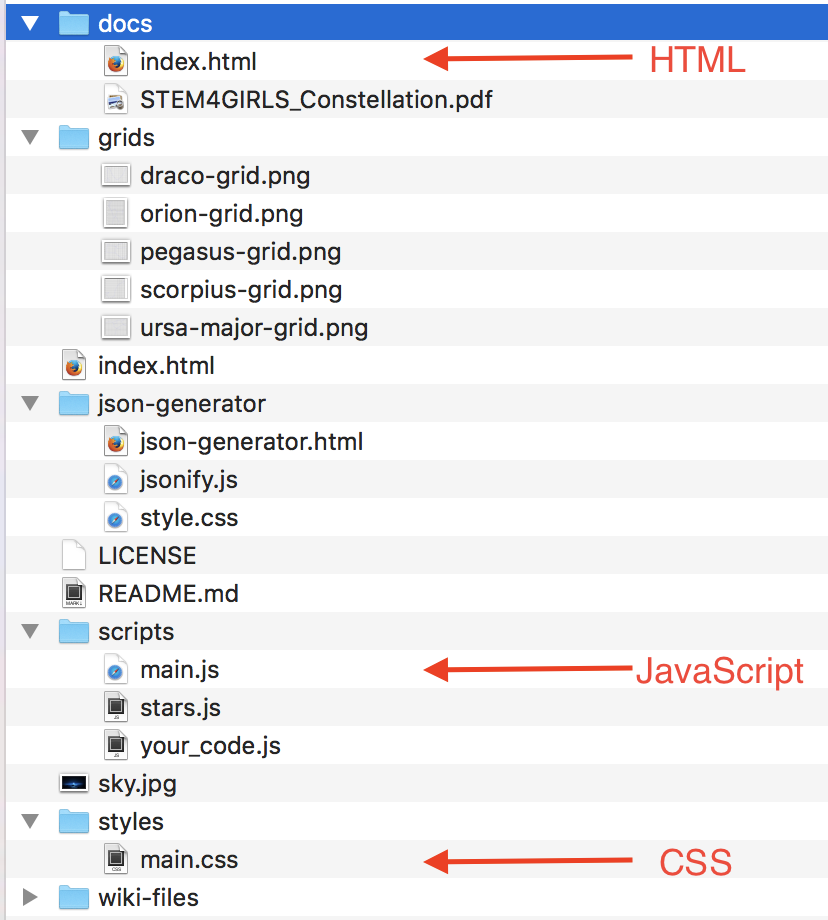 docs
index.html HTML
STEM4GIRLS_Constellation.pdf
grids
draco-grid.png
orion-grid.png
pegasus-grid.png
scorpius-grid.png
ursa-major-grid.png
index.html
json-generator
json-generator.html
jsonify.js
style.css
LICENSE
README.md
scripts
main.js JavaScript
stars.js
your_code.js
sky.jpg
styles
main.css CSS
wiki-files